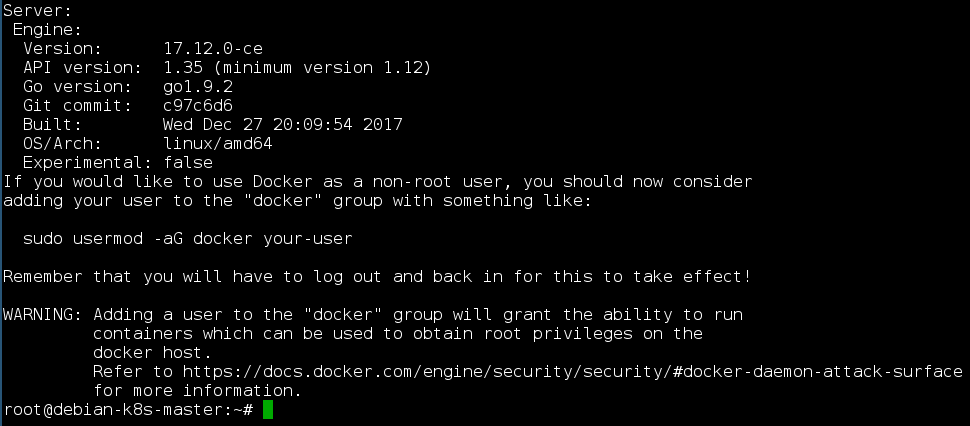 Server:
 Engine:
  Version:      17.12.0-ce
  API version:  1.35 (minimum version 1.12)
  Go version:   go1.9.2
  Git commit:   c97c6d6
  Built:        Wed Dec 27 20:09:54 2017
  OS/Arch:      linux/amd64
  Experimental: false
If you would like to use Docker as a non-root user, you should now consider
adding your user to the "docker" group with something like:

  sudo usermod -aG docker your-user

Remember that you will have to log out and back in for this to take effect!

WARNING: Adding a user to the "docker" group will grant the ability to run
         containers which can be used to obtain root privileges on the
         docker host.
         Refer to https://docs.docker.com/engine/security/security/#docker-daemon-attack-surface
         for more information.
root@debian-k8s-master:~#